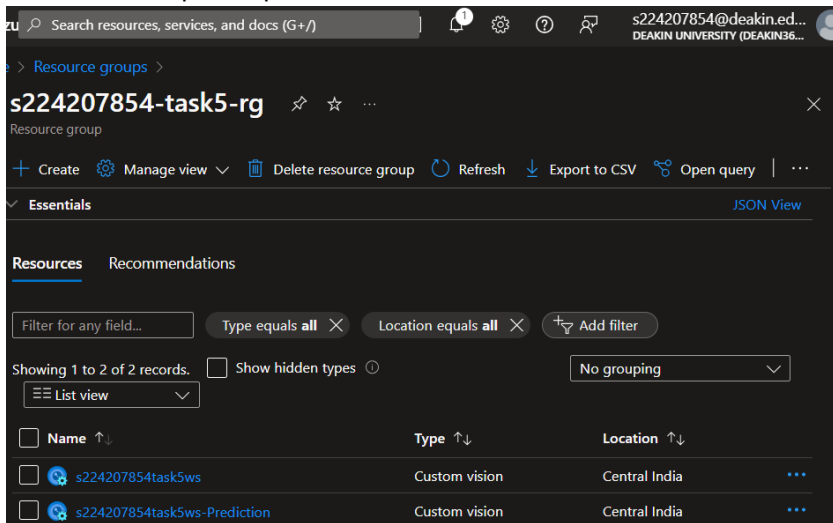 zu Search resources, services, and docs (G+/) 1 s224207854@deakin.ed...
DEAKIN UNIVERSITY (DEAKIN36...
e > Resource groups >
s224207854-task5-rg ...
Resource group
Create Manage view Delete resource group Refresh Export to CSV Open query ...
Essentials JSON View
Resources Recommendations
Filter for any field... Type equals all Location equals all Add filter
Showing 1 to 2 of 2 records. Show hidden types No grouping
List view
Name ↑↓ Type ↑↓ Location ↑↓
s224207854task5ws Custom vision Central India ...
s224207854task5ws-Prediction Custom vision Central India ...